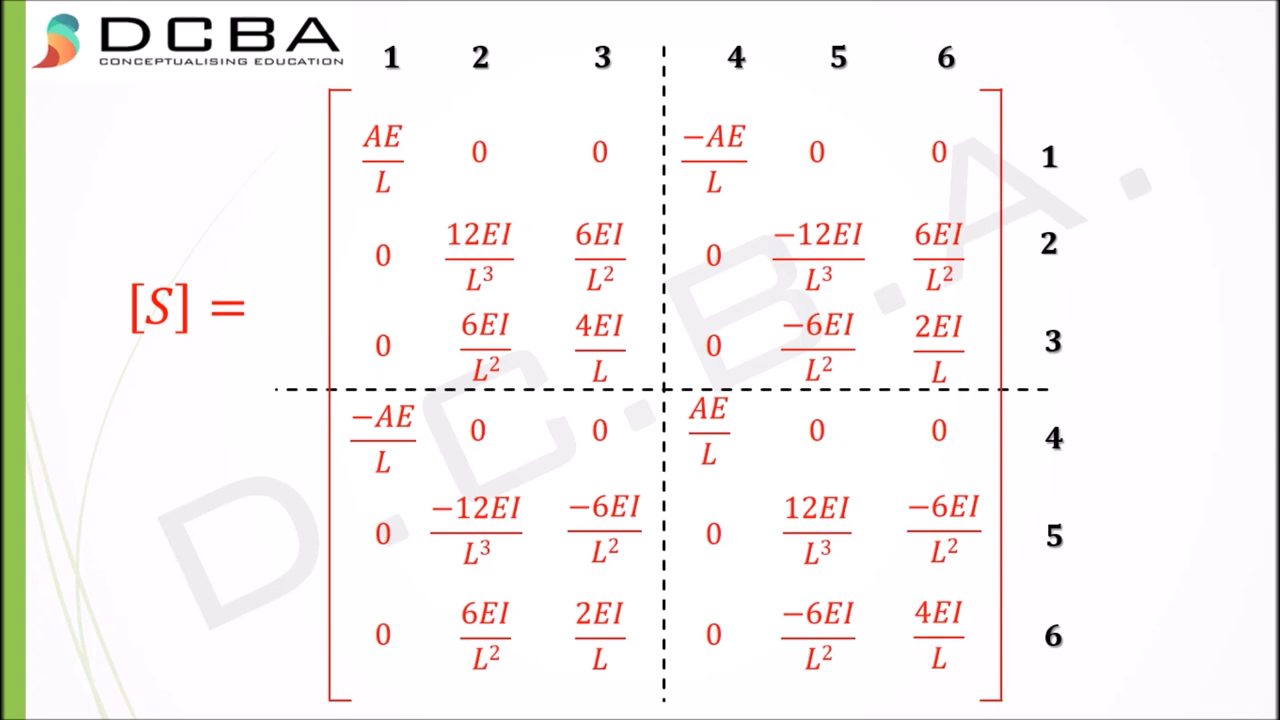 DCBA
CONCEPTUALISING EDUCATION
1 2 3 4 5 6
[S] =
AE/L 0 0 −AE/L 0 0 1
0 12EI/L³ 6EI/L² 0 −12EI/L³ 6EI/L² 2
0 6EI/L² 4EI/L 0 −6EI/L² 2EI/L 3
−AE/L 0 0 AE/L 0 0 4
0 −12EI/L³ −6EI/L² 0 12EI/L³ −6EI/L² 5
0 6EI/L² 2EI/L 0 −6EI/L² 4EI/L 6
D.C.B.A.